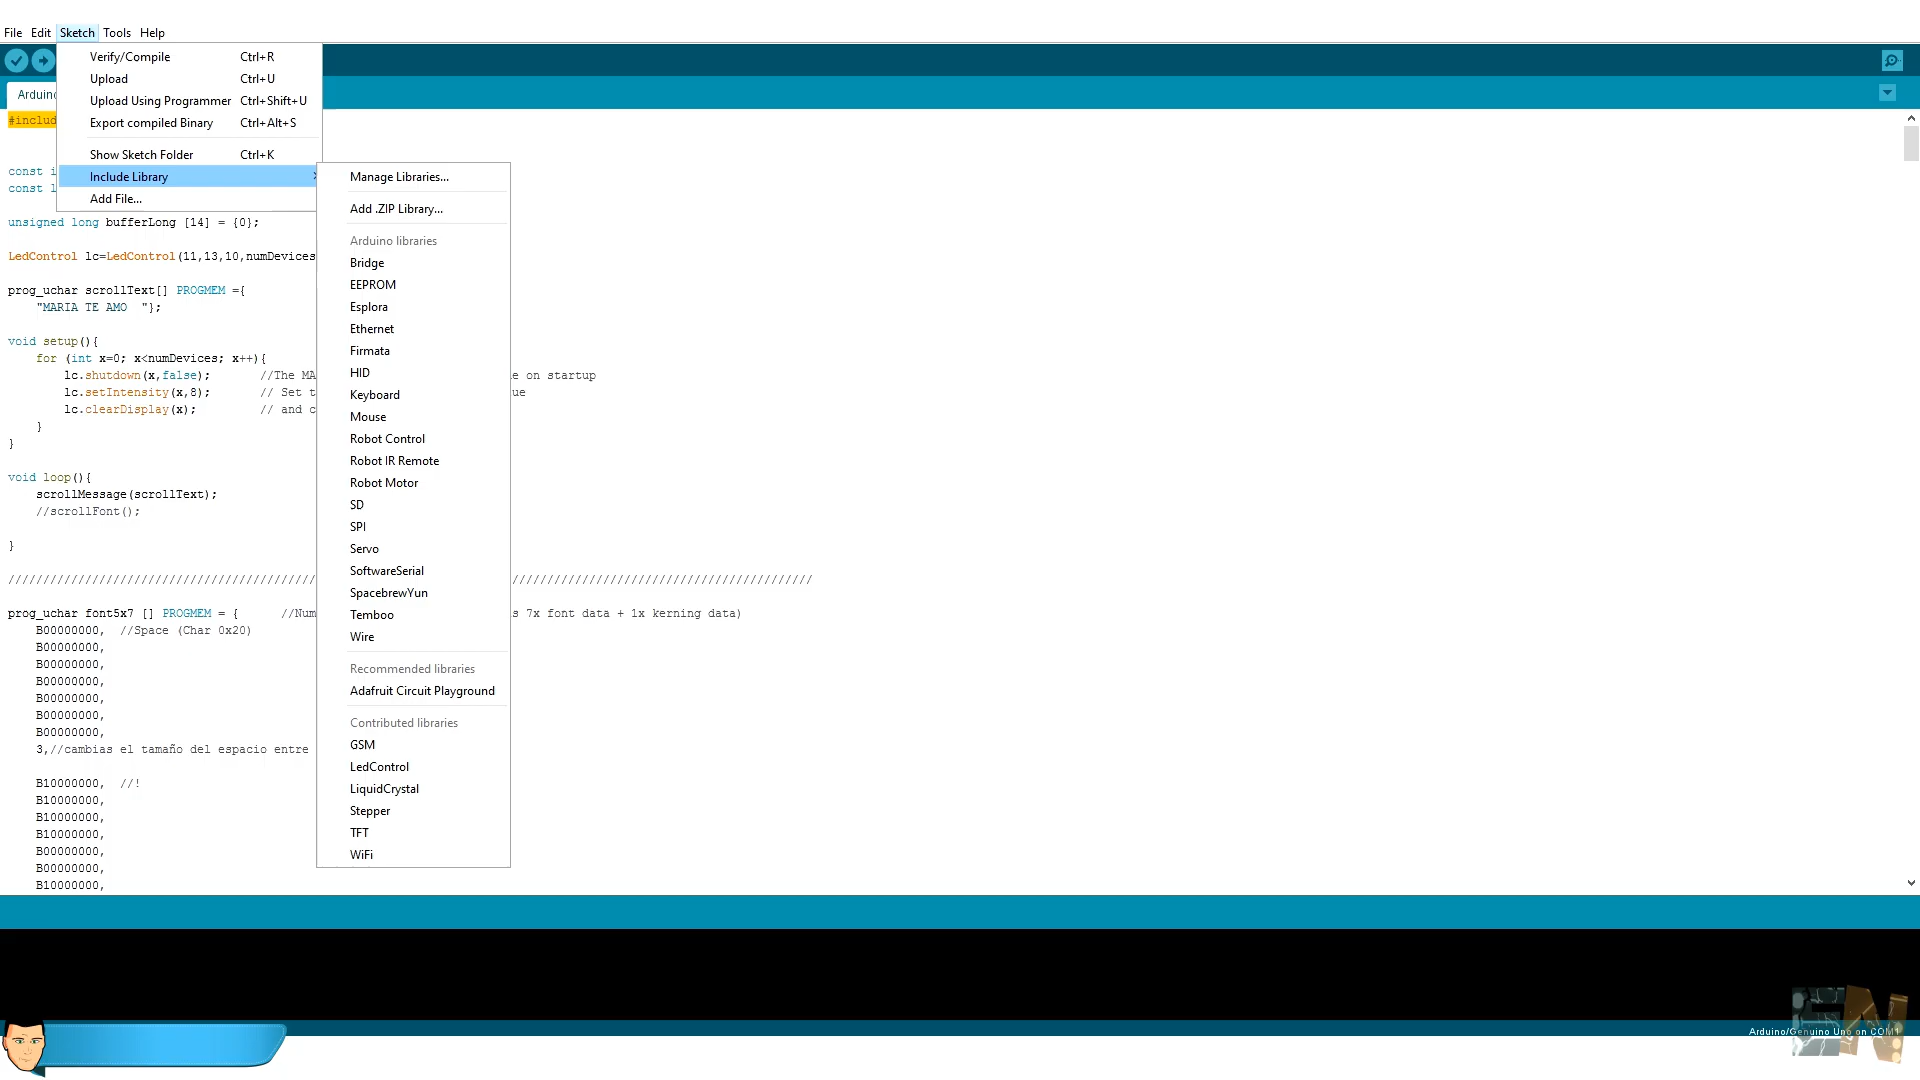 File Edit Sketch Tools Help
Verify/Compile Ctrl+R
Upload Ctrl+U
Upload Using Programmer Ctrl+Shift+U
Export compiled Binary Ctrl+Alt+S
Show Sketch Folder Ctrl+K
Include Library
Add File...
Manage Libraries...
Add .ZIP Library...
Arduino libraries
Bridge
EEPROM
Esplora
Ethernet
Firmata
HID
Keyboard
Mouse
Robot Control
Robot IR Remote
Robot Motor
SD
SPI
Servo
SoftwareSerial
SpacebrewYun
Temboo
Wire
Recommended libraries
Adafruit Circuit Playground
Contributed libraries
GSM
LedControl
LiquidCrystal
Stepper
TFT
WiFi
Arduino
#includ
const i
const l
unsigned long bufferLong [14] = {0};
LedControl lc=LedControl(11,13,10,numDevices
prog_uchar scrollText[] PROGMEM ={
"MARIA TE AMO  "};
void setup(){
for (int x=0; x<numDevices; x++){
lc.shutdown(x,false); //The MA e on startup
lc.setIntensity(x,8); // Set t ue
lc.clearDisplay(x); // and c
}
}
void loop(){
scrollMessage(scrollText);
//scrollFont();
}
//////////////////////////////////////////// ///////////////////////////////////////////
prog_uchar font5x7 [] PROGMEM = { //Num s 7x font data + 1x kerning data)
B00000000, //Space (Char 0x20)
B00000000,
B00000000,
B00000000,
B00000000,
B00000000,
B00000000,
3,//cambias el tamaño del espacio entre
B10000000, //!
B10000000,
B10000000,
B10000000,
B00000000,
B00000000,
B10000000,
Arduino/Genuino Uno on COM1
EN